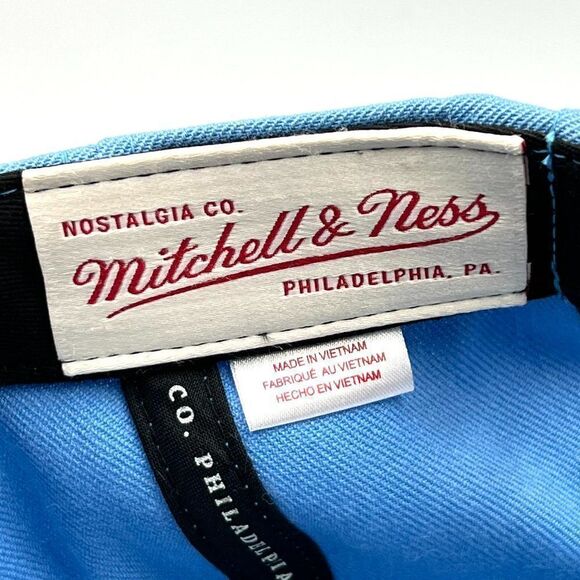 NOSTALGIA CO.
Mitchell & Ness
PHILADELPHIA, PA.
MADE IN VIETNAM
FABRIQUÉ AU VIETNAM
HECHO EN VIETNAM
CO. PHILADELPHIA